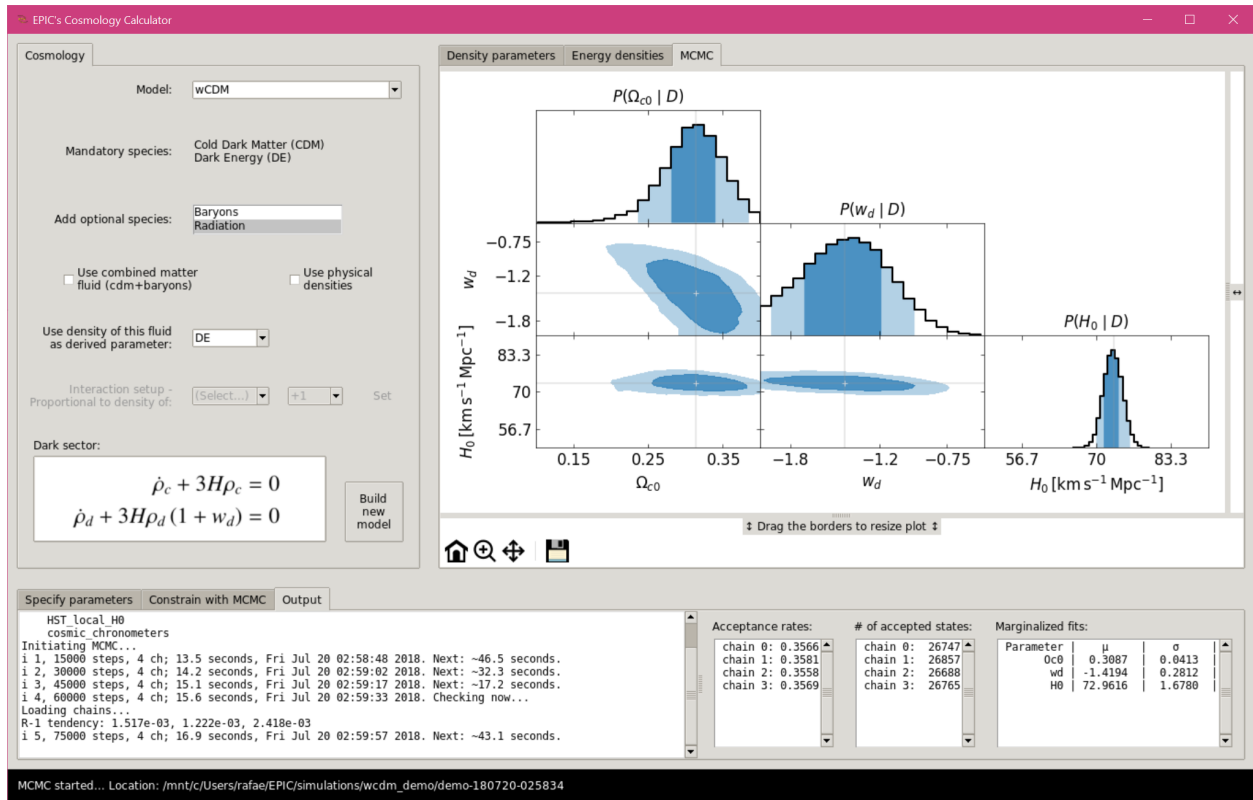 EPIC's Cosmology Calculator
Cosmology
Model: wCDM
Mandatory species: Cold Dark Matter (CDM)
Dark Energy (DE)
Add optional species: Baryons
Radiation
Use combined matter
fluid (cdm+baryons)
Use physical
densities
Use density of this fluid
as derived parameter: DE
Interaction setup -
Proportional to density of: (Select...) +1 Set
Dark sector:
ρ̇_c + 3Hρ_c = 0
ρ̇_d + 3Hρ_d (1 + w_d) = 0
Build
new
model
Density parameters Energy densities MCMC
P(Ω_c0 | D)
P(w_d | D)
P(H_0 | D)
w_d
−0.75
−1.2
−1.8
H_0 [km s⁻¹ Mpc⁻¹]
83.3
70
56.7
0.15 0.25 0.35 −1.8 −1.2 −0.75 56.7 70 83.3
Ω_c0 w_d H_0 [km s⁻¹ Mpc⁻¹]
↔
↕ Drag the borders to resize plot ↕
Specify parameters Constrain with MCMC Output
HST_local_H0
cosmic_chronometers
Initiating MCMC...
i 1, 15000 steps, 4 ch; 13.5 seconds, Fri Jul 20 02:58:48 2018. Next: ~46.5 seconds.
i 2, 30000 steps, 4 ch; 14.2 seconds, Fri Jul 20 02:59:02 2018. Next: ~32.3 seconds.
i 3, 45000 steps, 4 ch; 15.1 seconds, Fri Jul 20 02:59:17 2018. Next: ~17.2 seconds.
i 4, 60000 steps, 4 ch; 15.6 seconds, Fri Jul 20 02:59:33 2018. Checking now...
Loading chains...
R-1 tendency: 1.517e-03, 1.222e-03, 2.418e-03
i 5, 75000 steps, 4 ch; 16.9 seconds, Fri Jul 20 02:59:57 2018. Next: ~43.1 seconds.
Acceptance rates:
chain 0: 0.3566
chain 1: 0.3581
chain 2: 0.3558
chain 3: 0.3569
# of accepted states:
chain 0: 26747
chain 1: 26857
chain 2: 26688
chain 3: 26765
Marginalized fits:
Parameter | μ | σ |
Oc0 | 0.3087 | 0.0413 |
wd | -1.4194 | 0.2812 |
H0 | 72.9616 | 1.6780 |
MCMC started... Location: /mnt/c/Users/rafae/EPIC/simulations/wcdm_demo/demo-180720-025834